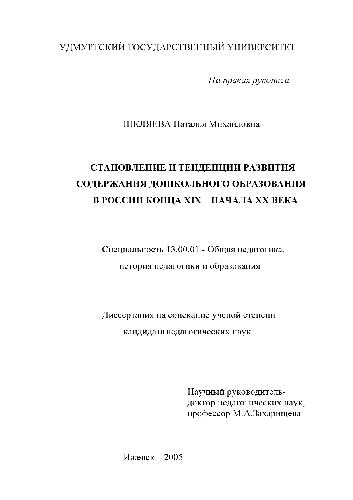 УДМУРТСКИЙ ГОСУДАРСТВЕННЫЙ УНИВЕРСИТЕТ
На правах рукописи
ШКЛЯЕВА Наталья Михайловна
СТАНОВЛЕНИЕ И ТЕНДЕНЦИИ РАЗВИТИЯ
СОДЕРЖАНИЯ ДОШКОЛЬНОГО ОБРАЗОВАНИЯ
В РОССИИ КОНЦА XIX – НАЧАЛА XX ВЕКА
Специальность 13.00.01 - Общая педагогика,
история педагогики и образования
Диссертация на соискание ученой степени
кандидата педагогических наук
Научный руководитель-
доктор педагогических наук,
профессор М.А.Захарищева
Ижевск – 2005